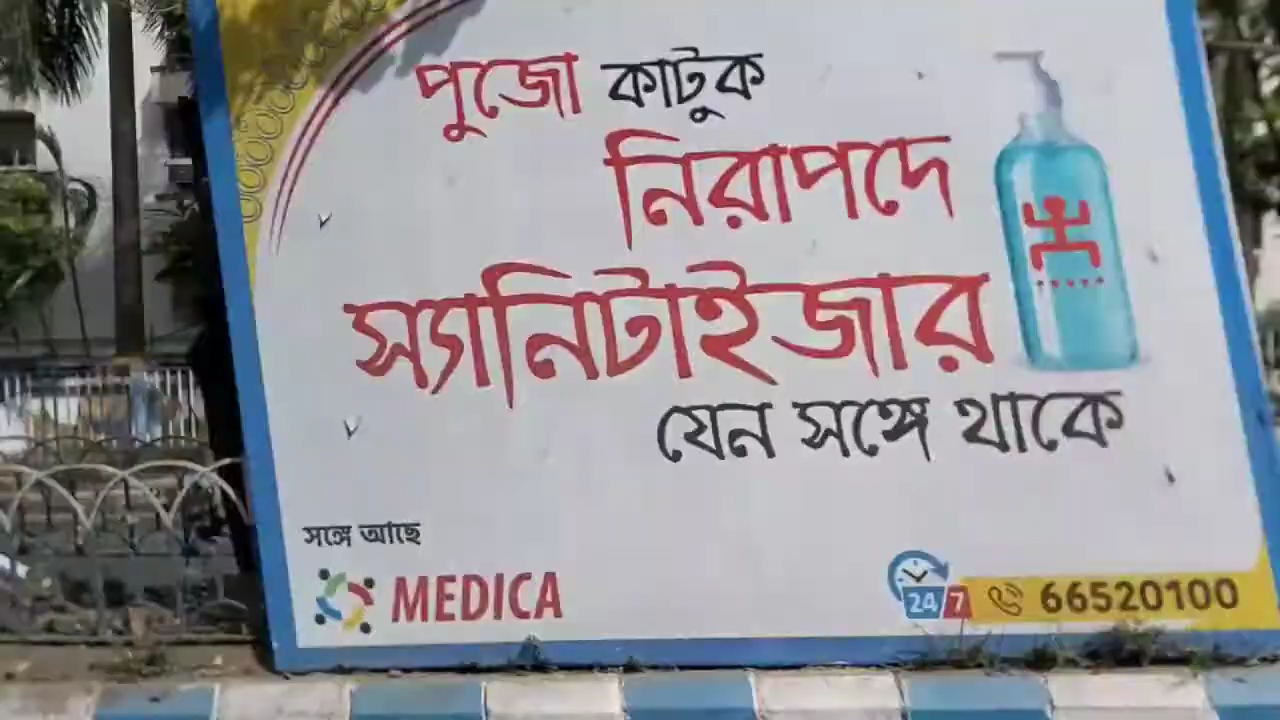 পুজো কাটুক
নিরাপদে
স্যানিটাইজার
যেন সঙ্গে থাকে
সঙ্গে আছে
MEDICA
24 7 66520100